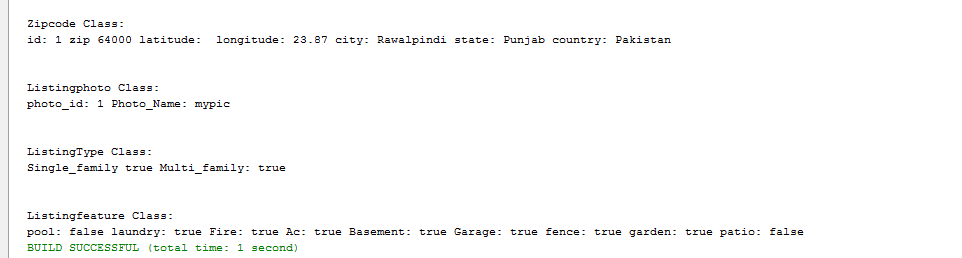 Zipcode Class:
id: 1 zip 64000 latitude:  longitude: 23.87 city: Rawalpindi state: Punjab country: Pakistan
Listingphoto Class:
photo_id: 1 Photo_Name: mypic
ListingType Class:
Single_family true Multi_family: true
Listingfeature Class:
pool: false laundry: true Fire: true Ac: true Basement: true Garage: true fence: true garden: true patio: false
BUILD SUCCESSFUL (total time: 1 second)